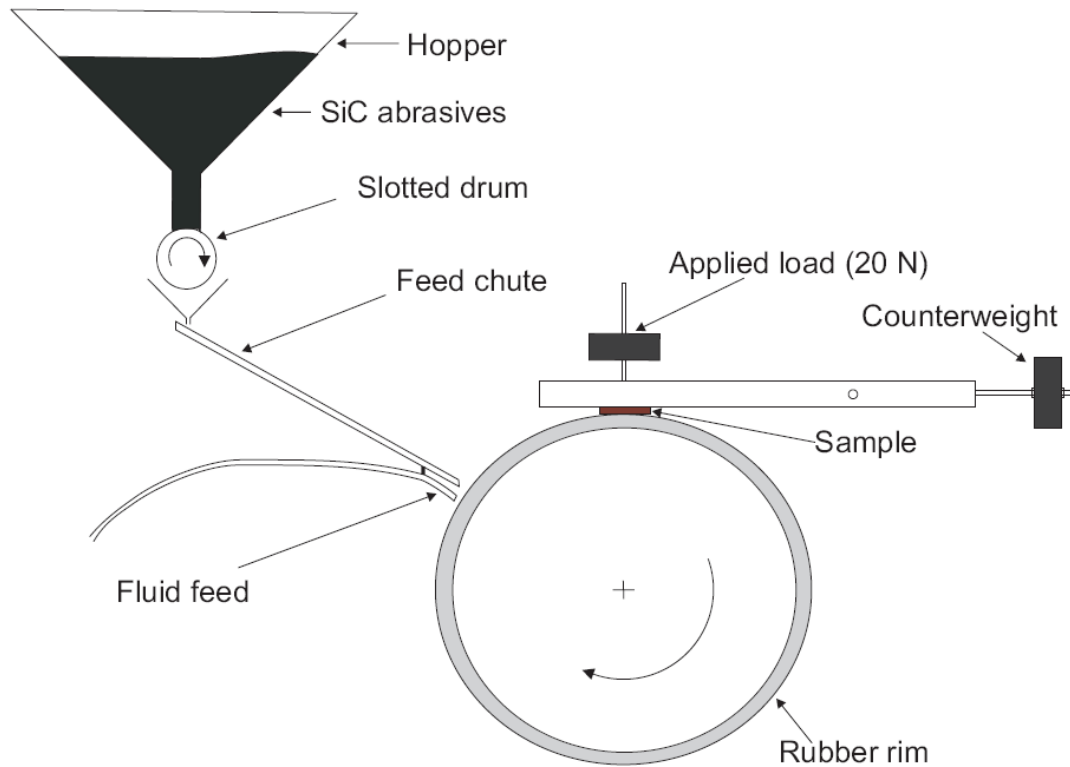 Hopper
SiC abrasives
Slotted drum
Feed chute
Applied load (20 N)
Counterweight
Sample
Fluid feed
Rubber rim